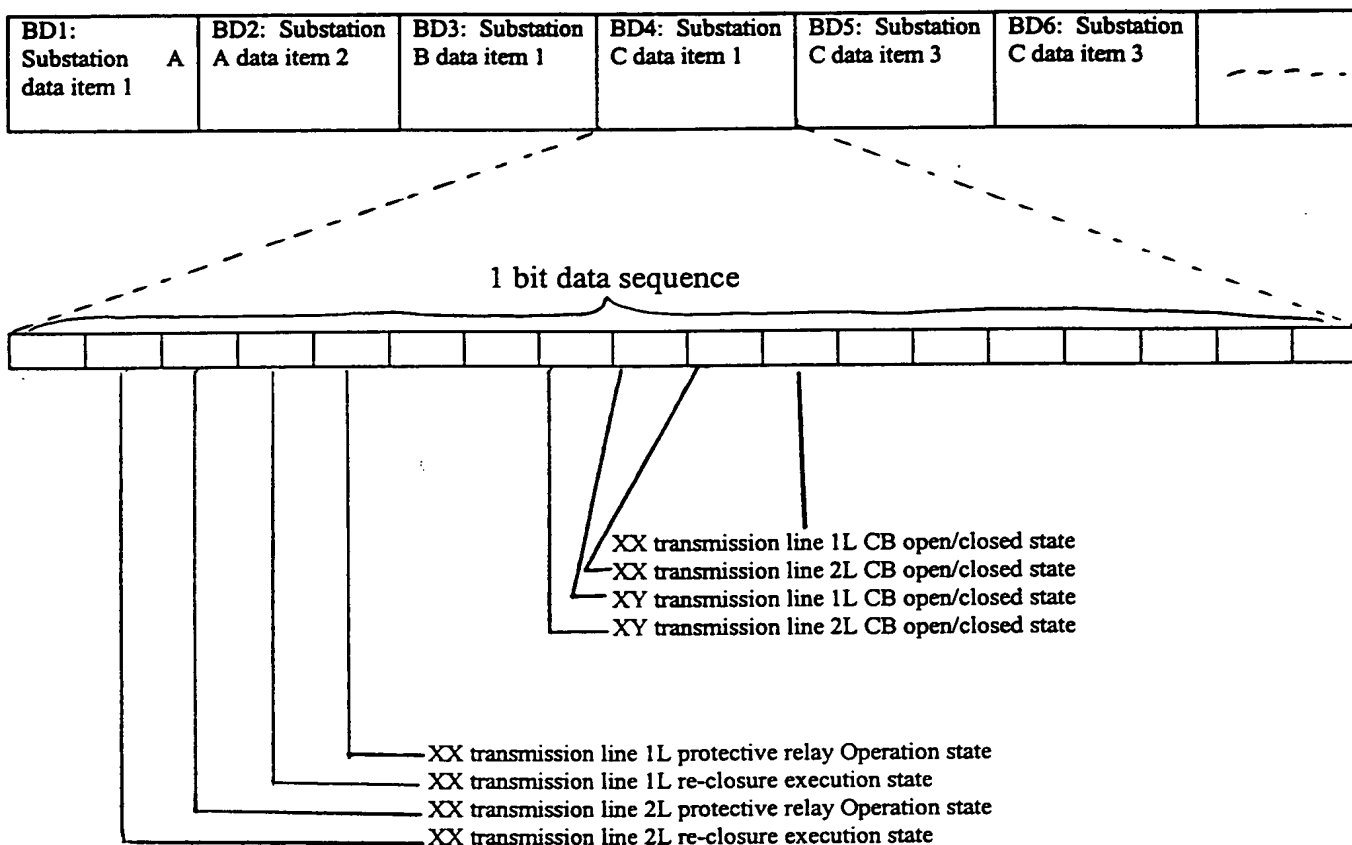 BD1:
Substation A
data item 1
BD2: Substation
A data item 2
BD3: Substation
B data item 1
BD4: Substation
C data item 1
BD5: Substation
C data item 3
BD6: Substation
C data item 3
1 bit data sequence
XX transmission line 1L CB open/closed state
XX transmission line 2L CB open/closed state
XY transmission line 1L CB open/closed state
XY transmission line 2L CB open/closed state
XX transmission line 1L protective relay Operation state
XX transmission line 1L re-closure execution state
XX transmission line 2L protective relay Operation state
XX transmission line 2L re-closure execution state